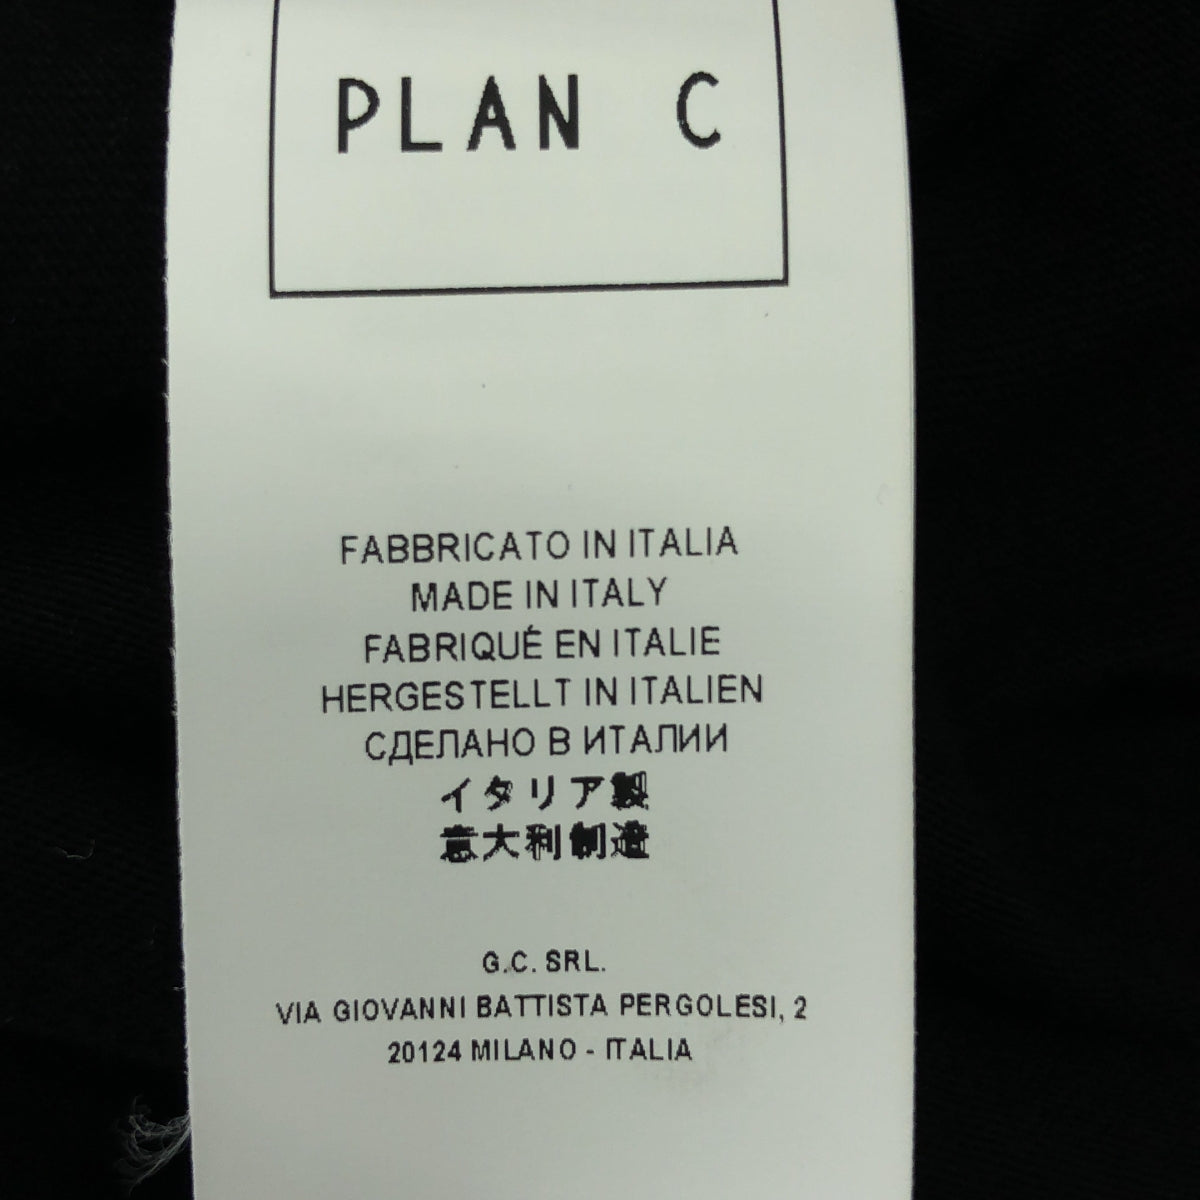 PLAN C
FABBRICATO IN ITALIA
MADE IN ITALY
FABRIQUÉ EN ITALIE
HERGESTELLT IN ITALIEN
СДЕЛАНО В ИТАЛИИ
イタリア製
意大利制造
G.C. SRL.
VIA GIOVANNI BATTISTA PERGOLESI, 2
20124 MILANO - ITALIA